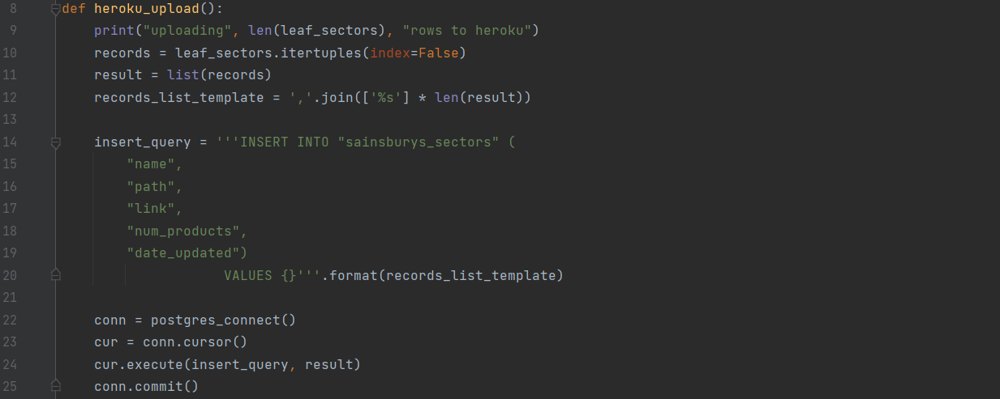 8 def heroku_upload():
9     print("uploading", len(leaf_sectors), "rows to heroku")
10     records = leaf_sectors.itertuples(index=False)
11     result = list(records)
12     records_list_template = ','.join(['%s'] * len(result))
13
14     insert_query = '''INSERT INTO "sainsburys_sectors" (
15         "name",
16         "path",
17         "link",
18         "num_products",
19         "date_updated")
20                     VALUES {}'''.format(records_list_template)
21
22     conn = postgres_connect()
23     cur = conn.cursor()
24     cur.execute(insert_query, result)
25     conn.commit()